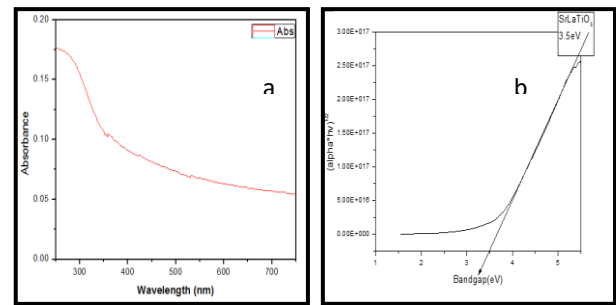 0.20
0.15
0.10
0.05
0.00
Absorbance
Abs
a
300 400 500 600 700
Wavelength (nm)
SrLaTiO3
3.5eV
b
3.00E+017
2.50E+017
2.00E+017
1.50E+017
1.00E+017
5.00E+016
0.00E+000
1 2 3 4 5
Bandgap(eV)